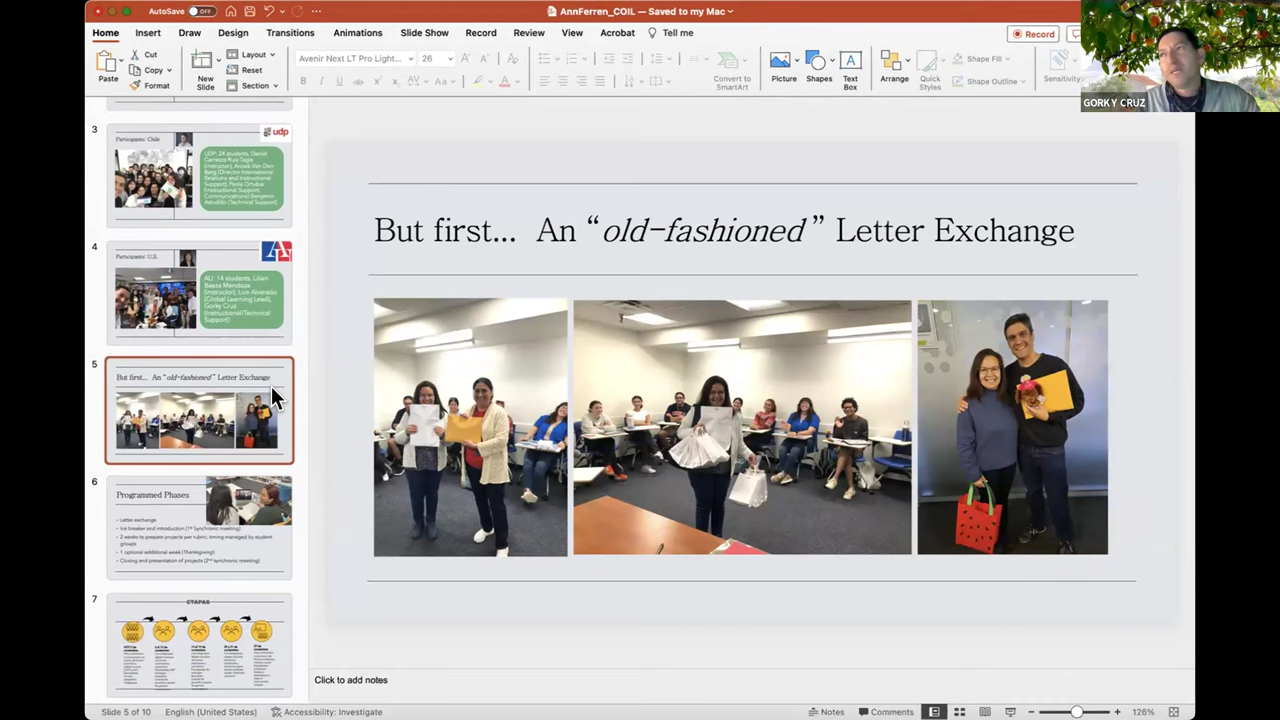 AutoSave OFF
AnnFerren_COIL — Saved to my Mac
Home Insert Draw Design Transitions Animations Slide Show Record Review View Acrobat Tell me
Record
Paste
Cut
Copy
Format
New
Slide
Layout
Reset
Section
Avenir Next LT Pro Light...
26
Convert to
SmartArt
Picture
Shapes
Text
Box
Arrange
Quick
Styles
Shape Fill
Shape Outline
Sensitivity
GORKY CRUZ
3
Participants: Chile
udp
UDP: 24 students, Daniel
(Instructor), Anoek Van Den
Berg (Director International
Relations and Instructional
Support), Paola Ortubia
(Instructional Support,
Communications) Benjamin
Astudillo (Technical Support)
4
Participants: U.S.
AU: 14 students, Lilian
Baeza Mendoza
(Instructor), Luis Alvarado
(Global Learning Lead),
Gorky Cruz
(Instructional/Technical
Support)
5
But first... An “old-fashioned” Letter Exchange
6
Programmed Phases
• Letter exchange
• Ice breaker and introduction (1st Synchronic meeting)
• 2 weeks to prepare projects per rubric; timing managed by student
groups
• 1 optional additional week (Thanksgiving)
• Closing and presentation of projects (2nd synchronic meeting)
7
ETAPAS
But first... An “old-fashioned” Letter Exchange
Click to add notes
Slide 5 of 10 English (United States) Accessibility: Investigate
Notes Comments
126%